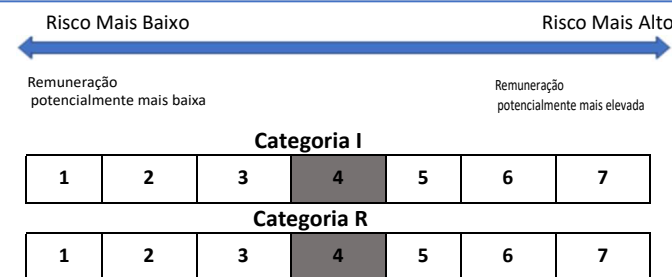 Risco Mais Baixo Risco Mais Alto
Remuneração Remuneração
potencialmente mais baixa potencialmente mais elevada
Categoria I
1 2 3 4 5 6 7
Categoria R
1 2 3 4 5 6 7